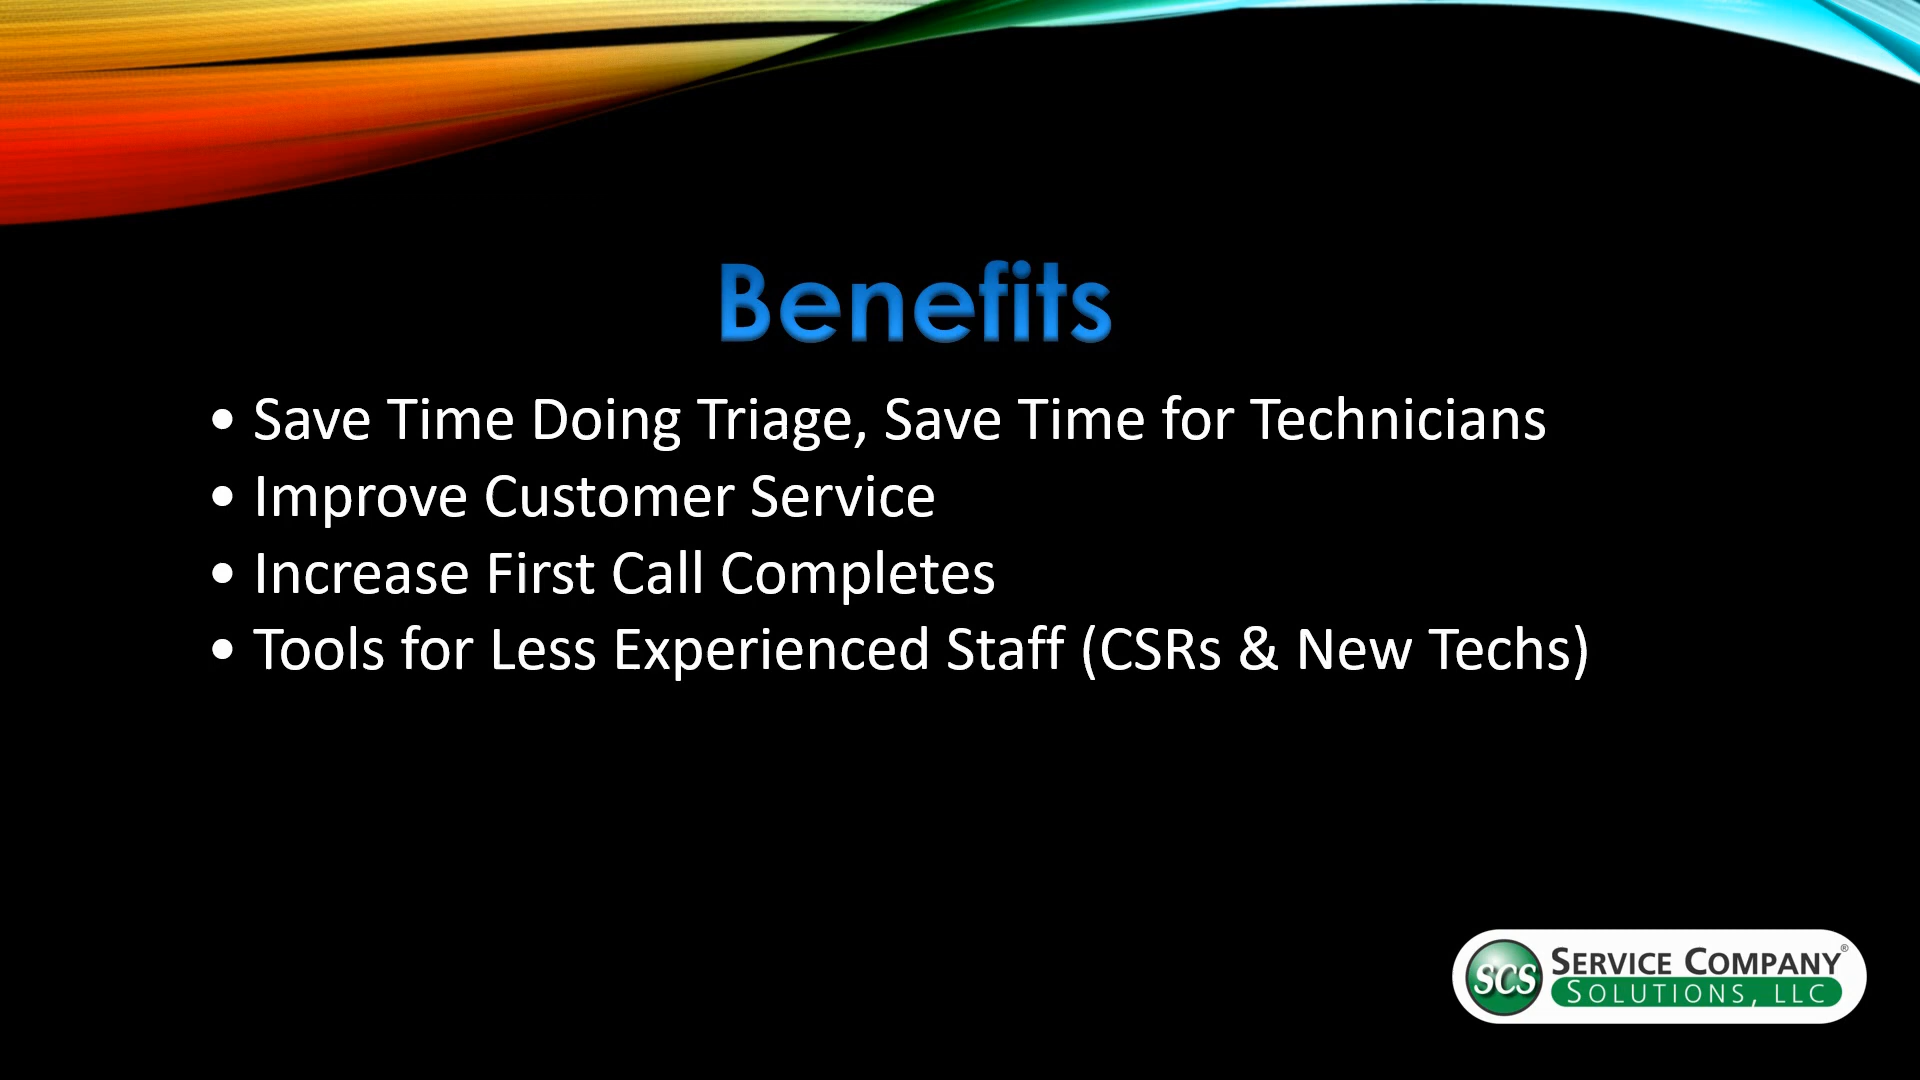 Benefits
• Save Time Doing Triage, Save Time for Technicians
• Improve Customer Service
• Increase First Call Completes
• Tools for Less Experienced Staff (CSRs & New Techs)
SCS
SERVICE COMPANY®
SOLUTIONS, LLC